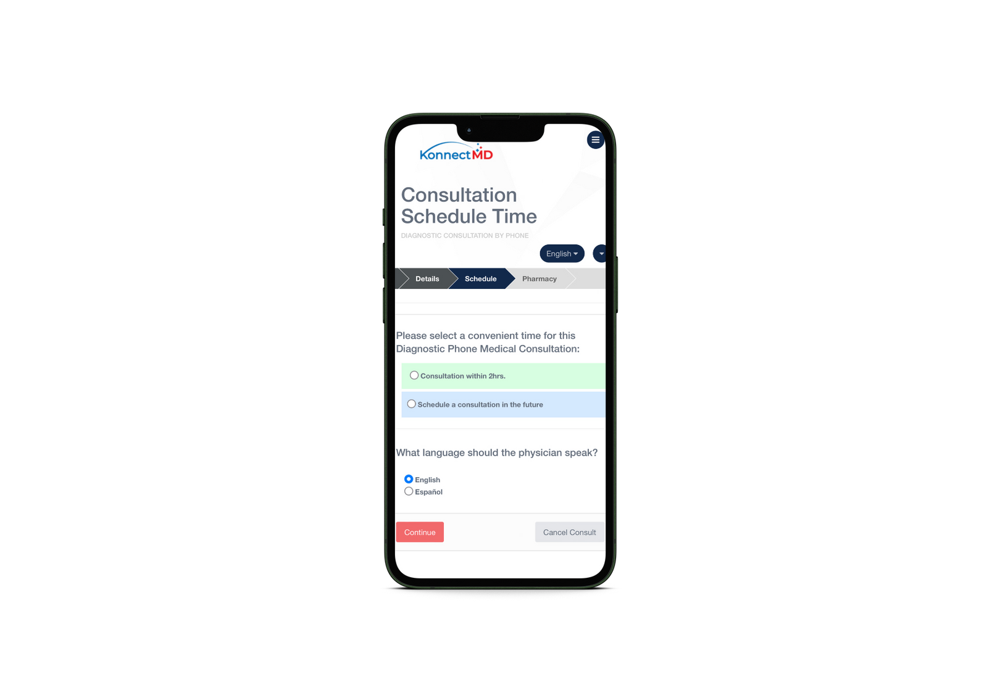 KonnectMD
Consultation
Schedule Time
DIAGNOSTIC CONSULTATION BY PHONE
English
Details
Schedule
Pharmacy
Please select a convenient time for this
Diagnostic Phone Medical Consultation:
Consultation within 2hrs.
Schedule a consultation in the future
What language should the physician speak?
English
Español
Continue
Cancel Consult